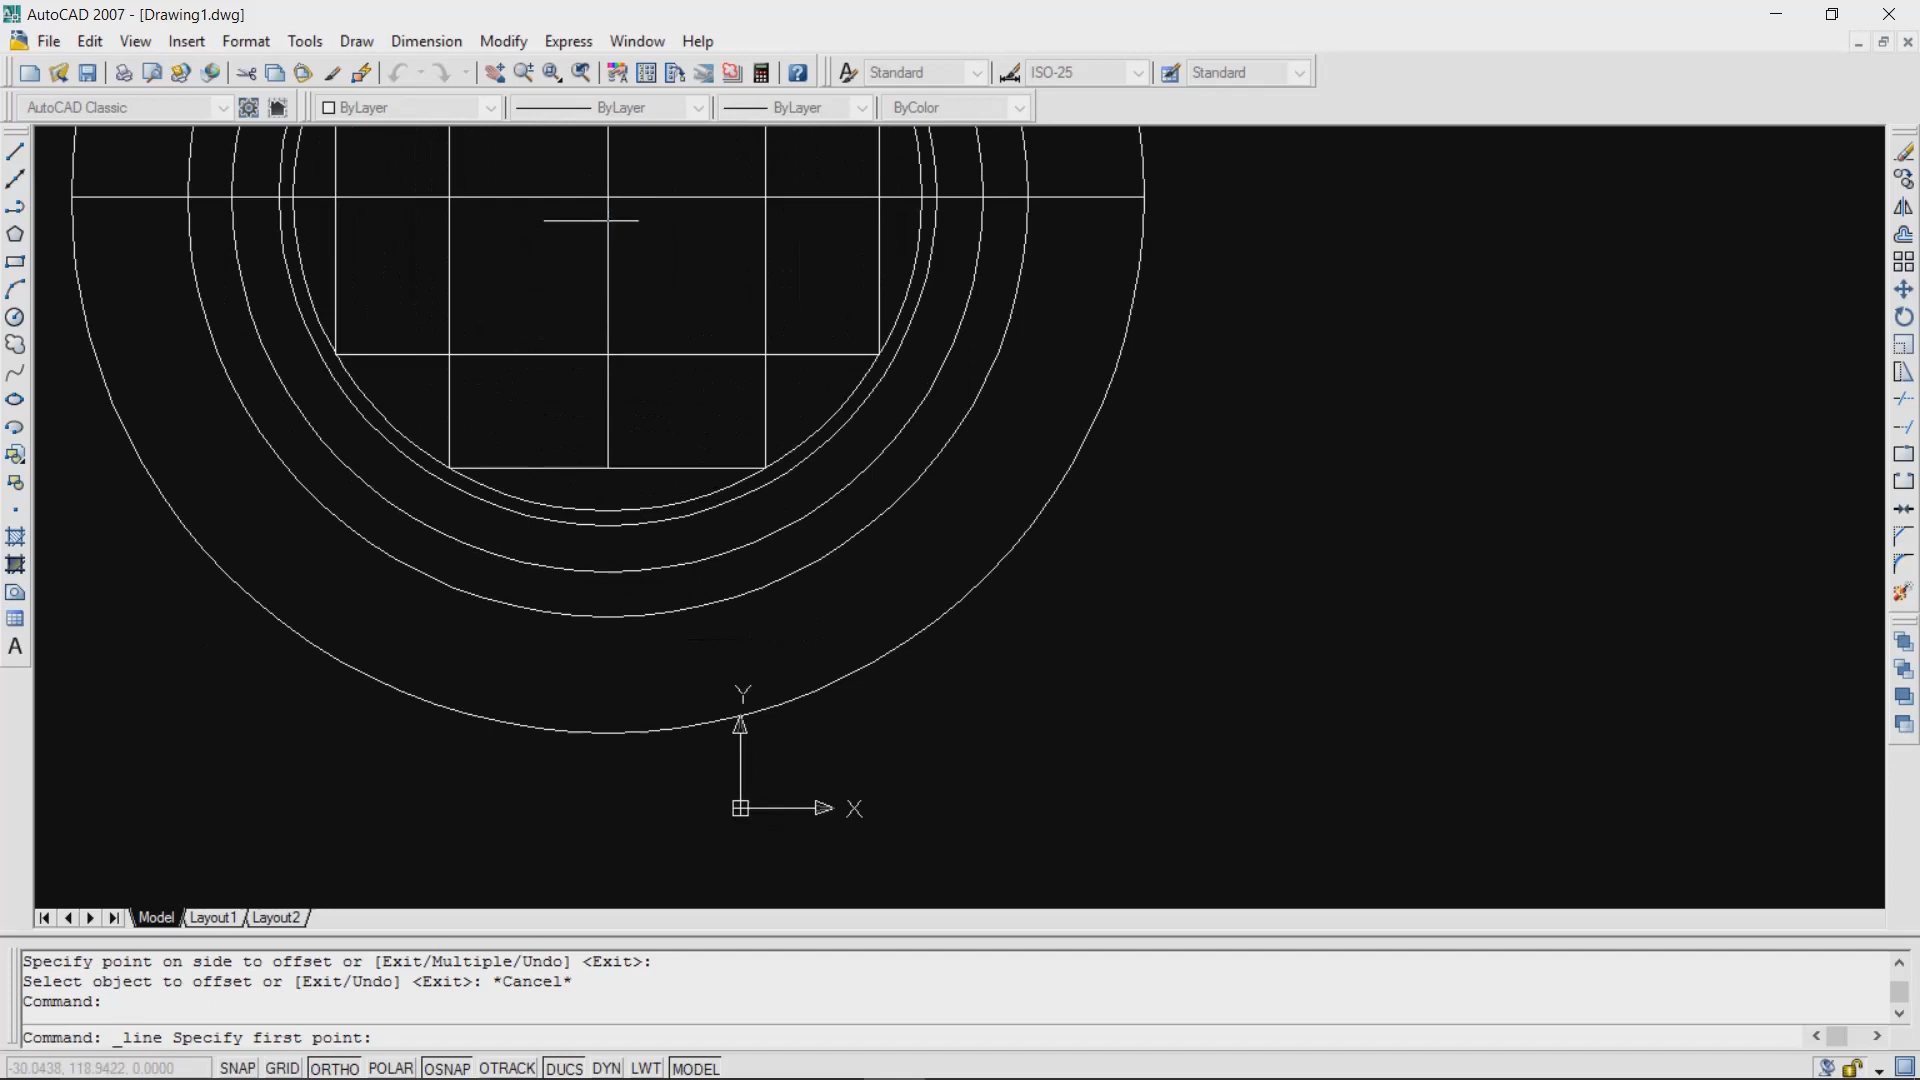 AutoCAD 2007 - [Drawing1.dwg]
File Edit View Insert Format Tools Draw Dimension Modify Express Window Help
Standard ISO-25 Standard
AutoCAD Classic ByLayer ByLayer ByLayer ByColor
A
Y
X
Model Layout1 Layout2
Specify point on side to offset or [Exit/Multiple/Undo] <Exit>:
Select object to offset or [Exit/Undo] <Exit>: *Cancel*
Command:
Command: _line Specify first point:
-30.0438, 118.9422, 0.0000 SNAP GRID ORTHO POLAR OSNAP OTRACK DUCS DYN LWT MODEL